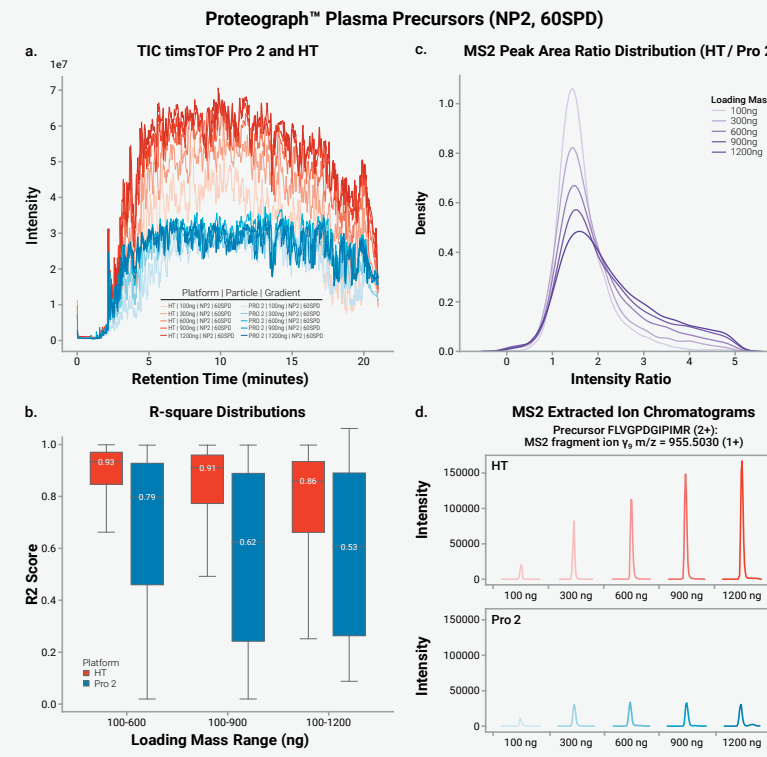 Proteograph™ Plasma Precursors (NP2, 60SPD)
a.
TIC timsTOF Pro 2 and HT
1e7
7
6
5
4
3
2
1
0
Intensity
Platform | Particle | Gradient
HT | 100ng | NP2 | 60SPD
PRO 2 | 100ng | NP2 | 60SPD
HT | 300ng | NP2 | 60SPD
PRO 2 | 300ng | NP2 | 60SPD
HT | 600ng | NP2 | 60SPD
PRO 2 | 600ng | NP2 | 60SPD
HT | 900ng | NP2 | 60SPD
PRO 2 | 900ng | NP2 | 60SPD
HT | 1200ng | NP2 | 60SPD
PRO 2 | 1200ng | NP2 | 60SPD
0 5 10 15 20
Retention Time (minutes)
c.
MS2 Peak Area Ratio Distribution (HT / Pro 2
1.0
0.8
0.6
0.4
0.2
0.0
Density
Loading Mas
100ng
300ng
600ng
900ng
1200ng
0 1 2 3 4 5
Intensity Ratio
b.
R-square Distributions
1.0
0.8
0.6
0.4
0.2
0.0
R2 Score
0.93
0.79
0.91
0.62
0.86
0.53
Platform
HT
Pro 2
100-600 100-900 100-1200
Loading Mass Range (ng)
d.
MS2 Extracted Ion Chromatograms
Precursor FLVGPDGIPIMR (2+):
MS2 fragment ion γ₉ m/z = 955.5030 (1+)
HT
150000
100000
50000
0
Intensity
100 ng 300 ng 600 ng 900 ng 1200 ng
Pro 2
150000
100000
50000
0
Intensity
100 ng 300 ng 600 ng 900 ng 1200 ng